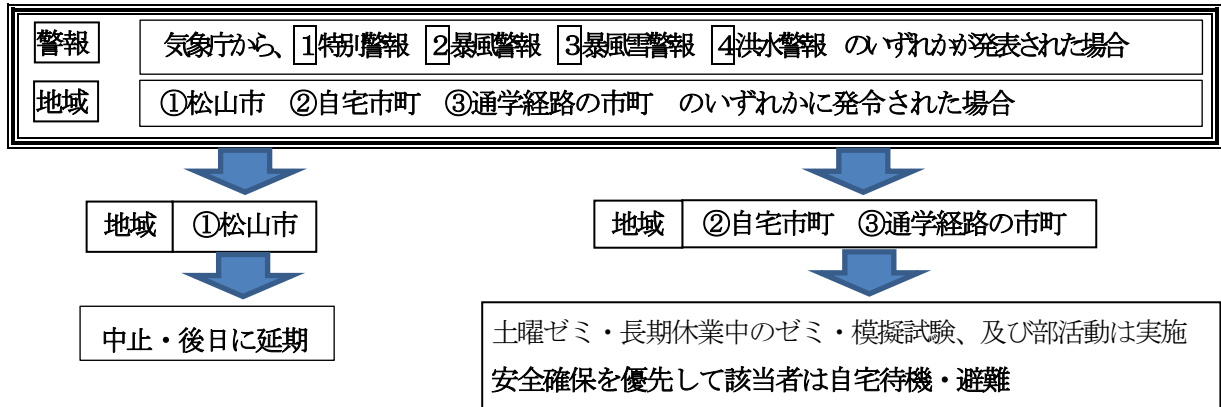 警報 気象庁から、1特別警報 2暴風警報 3暴風雪警報 4洪水警報 のいずれかが発表された場合
地域 ①松山市 ②自宅市町 ③通学経路の市町 のいずれかに発令された場合
地域 ①松山市
地域 ②自宅市町 ③通学経路の市町
中止・後日に延期
土曜ゼミ・長期休業中のゼミ・模擬試験、及び部活動は実施
安全確保を優先して該当者は自宅待機・避難